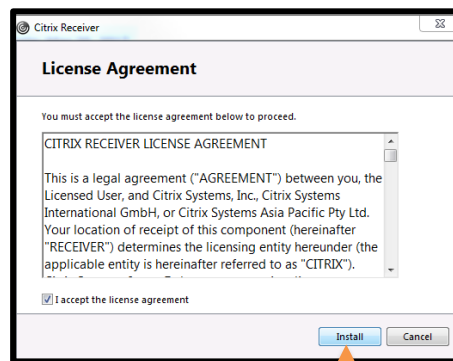 Citrix Receiver
License Agreement
You must accept the license agreement below to proceed.
CITRIX RECEIVER LICENSE AGREEMENT
This is a legal agreement ("AGREEMENT") between you, the
Licensed User, and Citrix Systems, Inc., Citrix Systems
International GmbH, or Citrix Systems Asia Pacific Pty Ltd.
Your location of receipt of this component (hereinafter
"RECEIVER") determines the licensing entity hereunder (the
applicable entity is hereinafter referred to as "CITRIX").
I accept the license agreement
Install Cancel